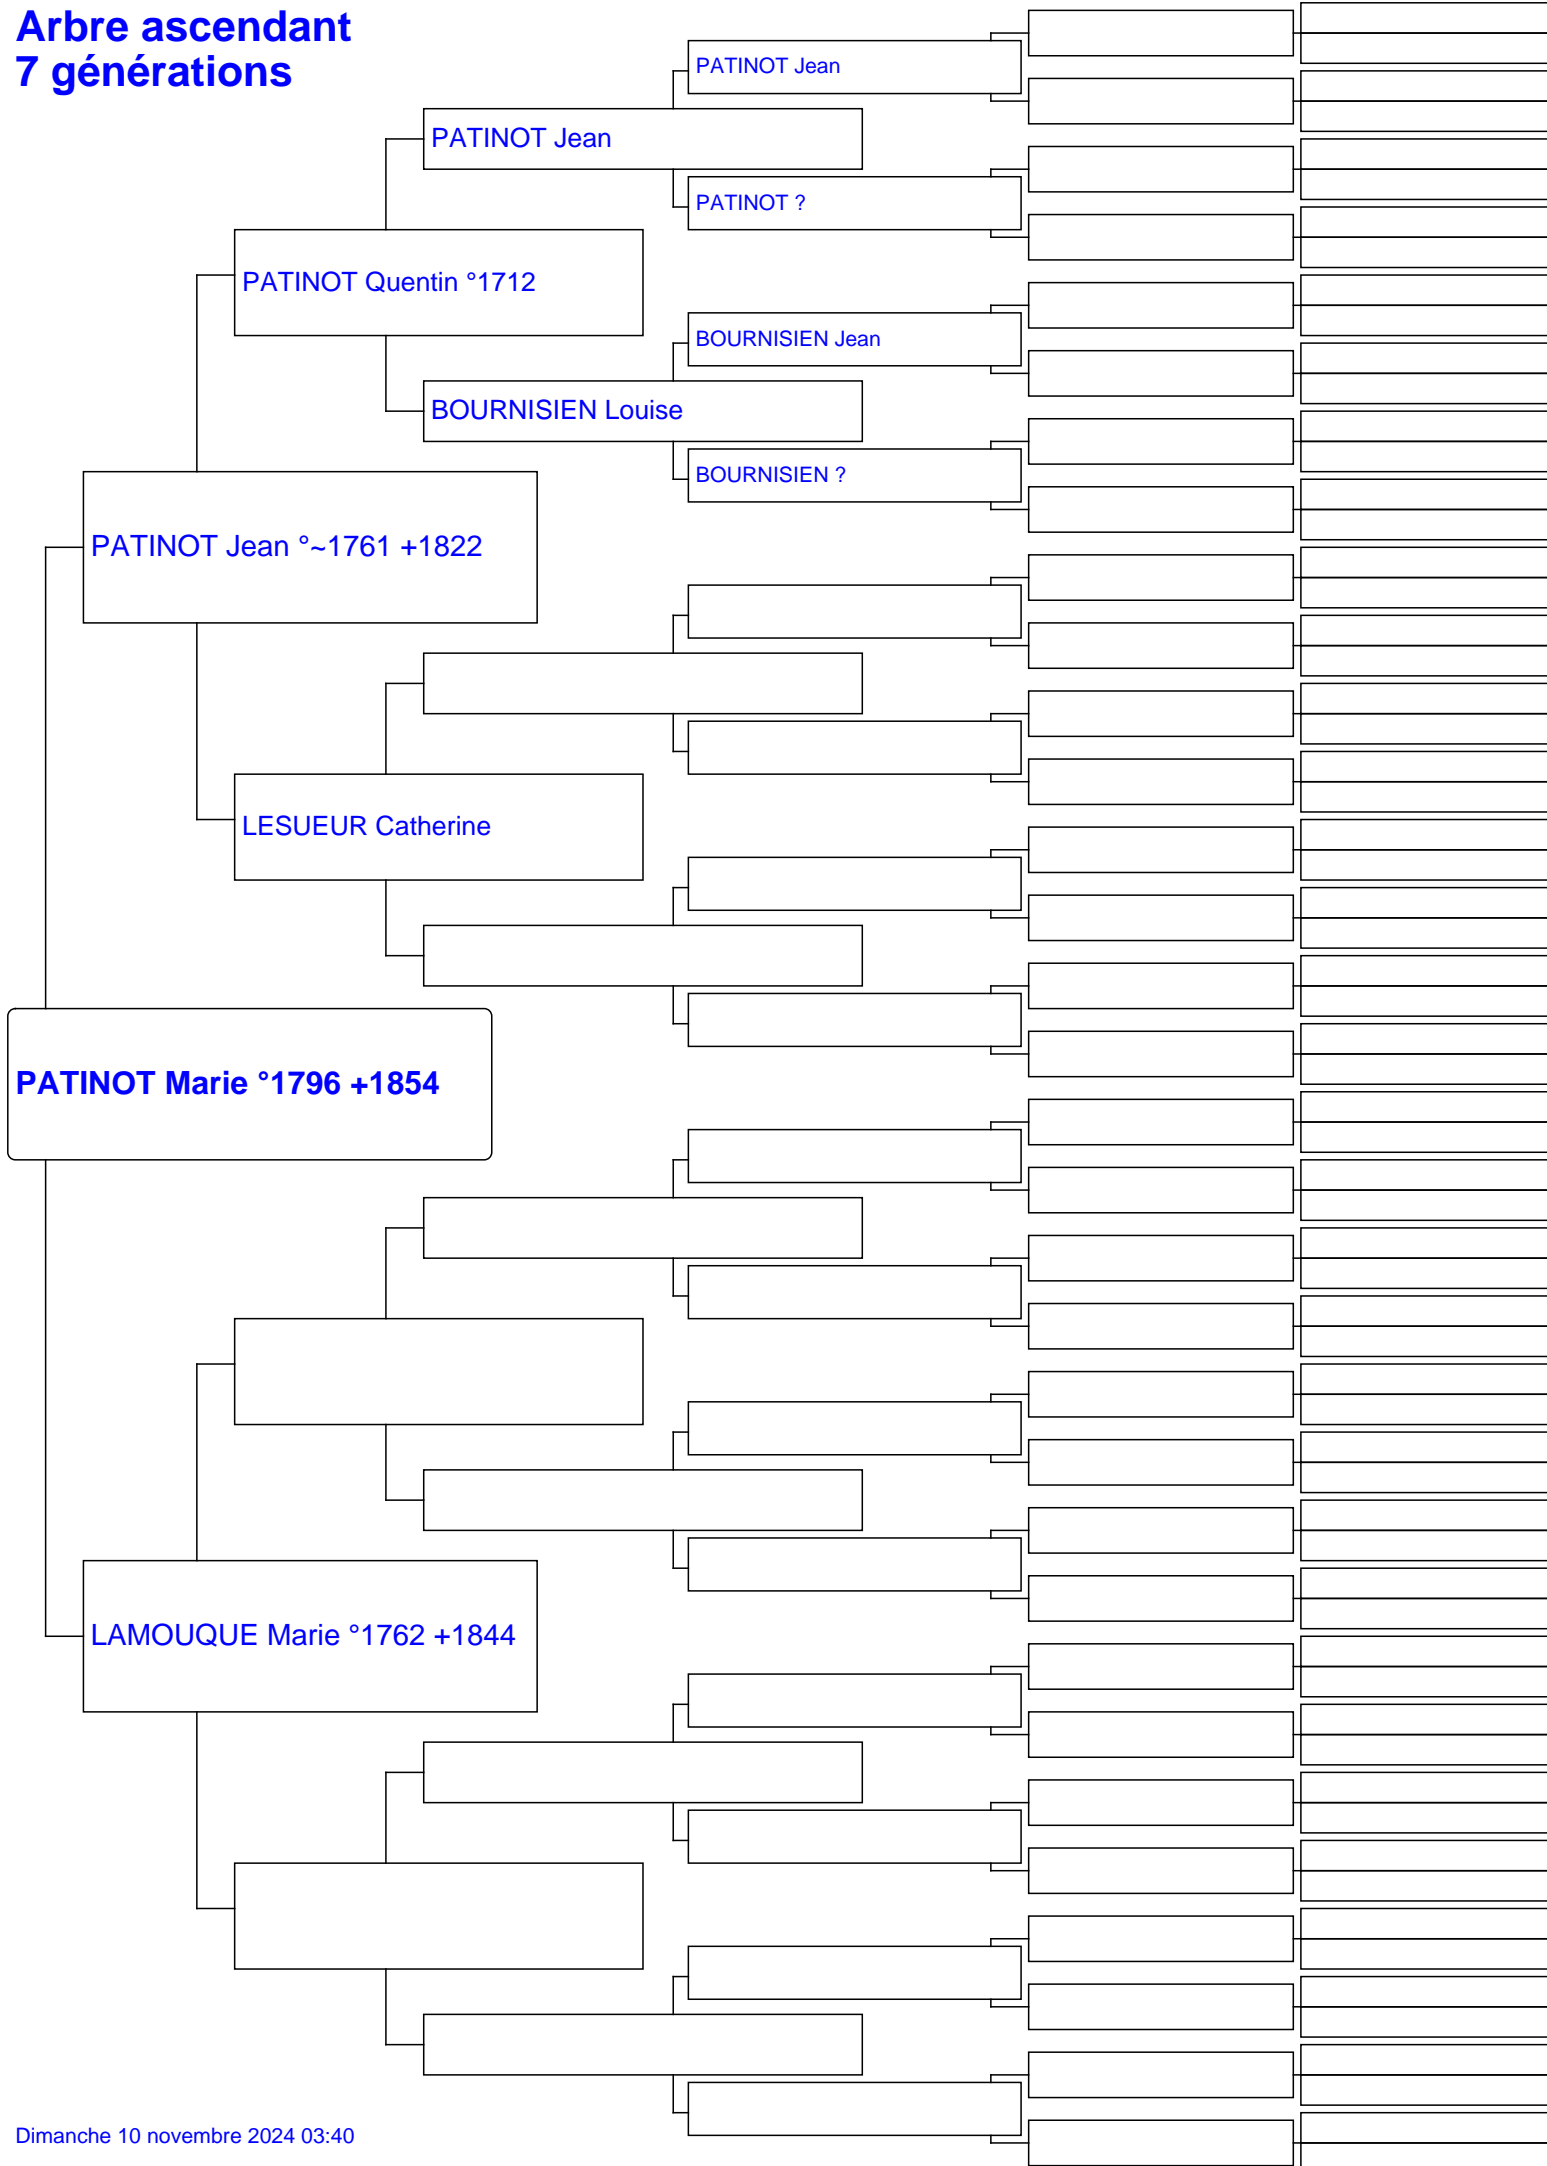 Arbre ascendant
7 générations
PATINOT Jean
PATINOT Jean
PATINOT ?
PATINOT Quentin °1712
BOURNISIEN Jean
BOURNISIEN Louise
BOURNISIEN ?
PATINOT Jean °~1761 +1822
LESUEUR Catherine
PATINOT Marie °1796 +1854
LAMOUQUE Marie °1762 +1844
Dimanche 10 novembre 2024 03:40